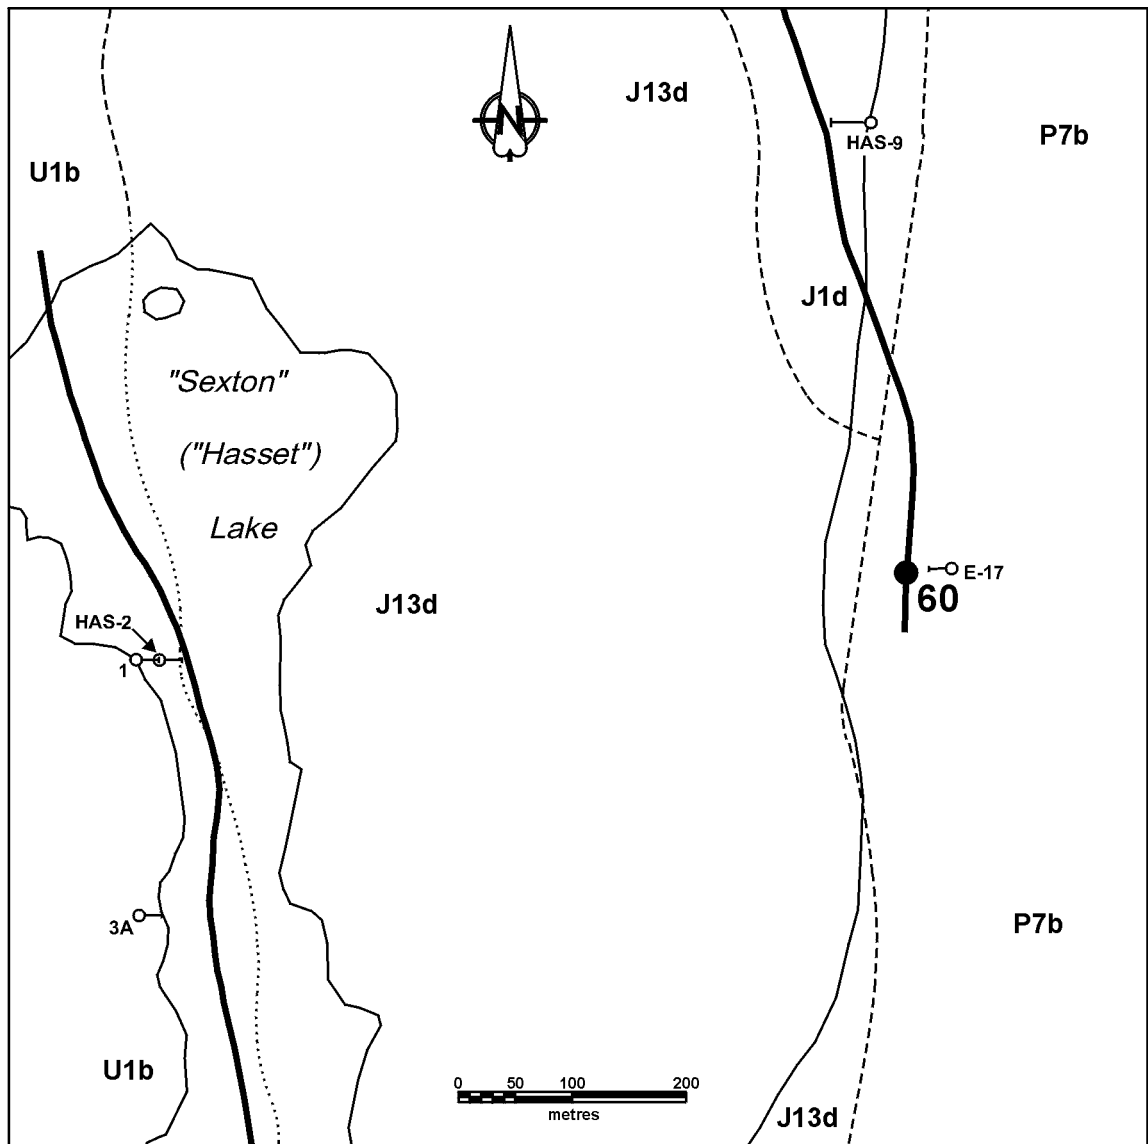 J13d
P7b
N
HAS-9
U1b
J1d
"Sexton"
("Hasset")
Lake
E-17
60
J13d
HAS-2
1
3A
P7b
U1b
0 50 100 200
metres
J13d